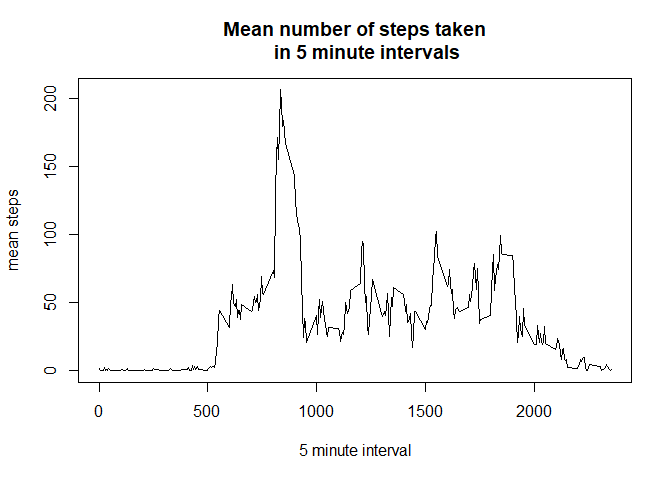 Mean number of steps taken
in 5 minute intervals
200
150
100
50
0
mean steps
0 500 1000 1500 2000
5 minute interval